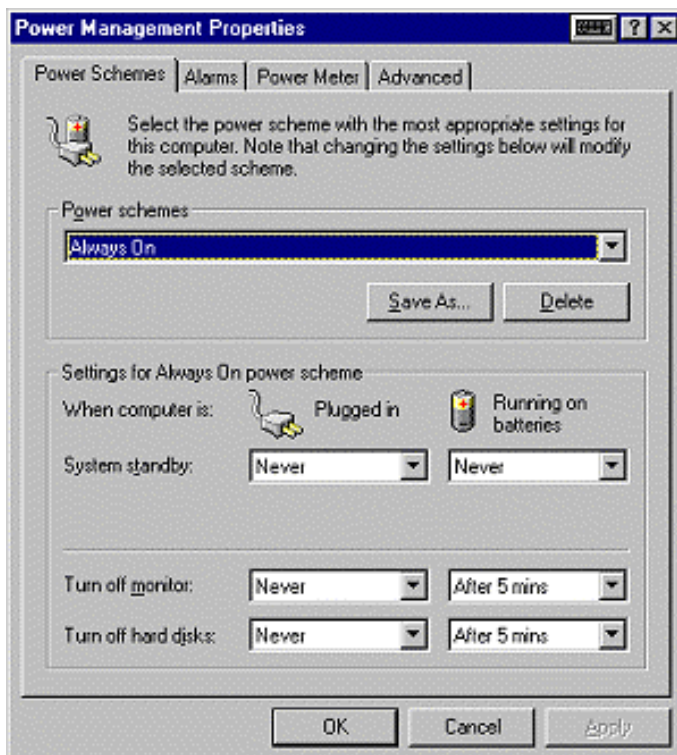 Power Management Properties
Power Schemes Alarms Power Meter Advanced
Select the power scheme with the most appropriate settings for
this computer. Note that changing the settings below will modify
the selected scheme.
Power schemes
Always On
Save As... Delete
Settings for Always On power scheme
When computer is: Plugged in Running on
batteries
System standby: Never Never
Turn off monitor: Never After 5 mins
Turn off hard disks: Never After 5 mins
OK Cancel Apply